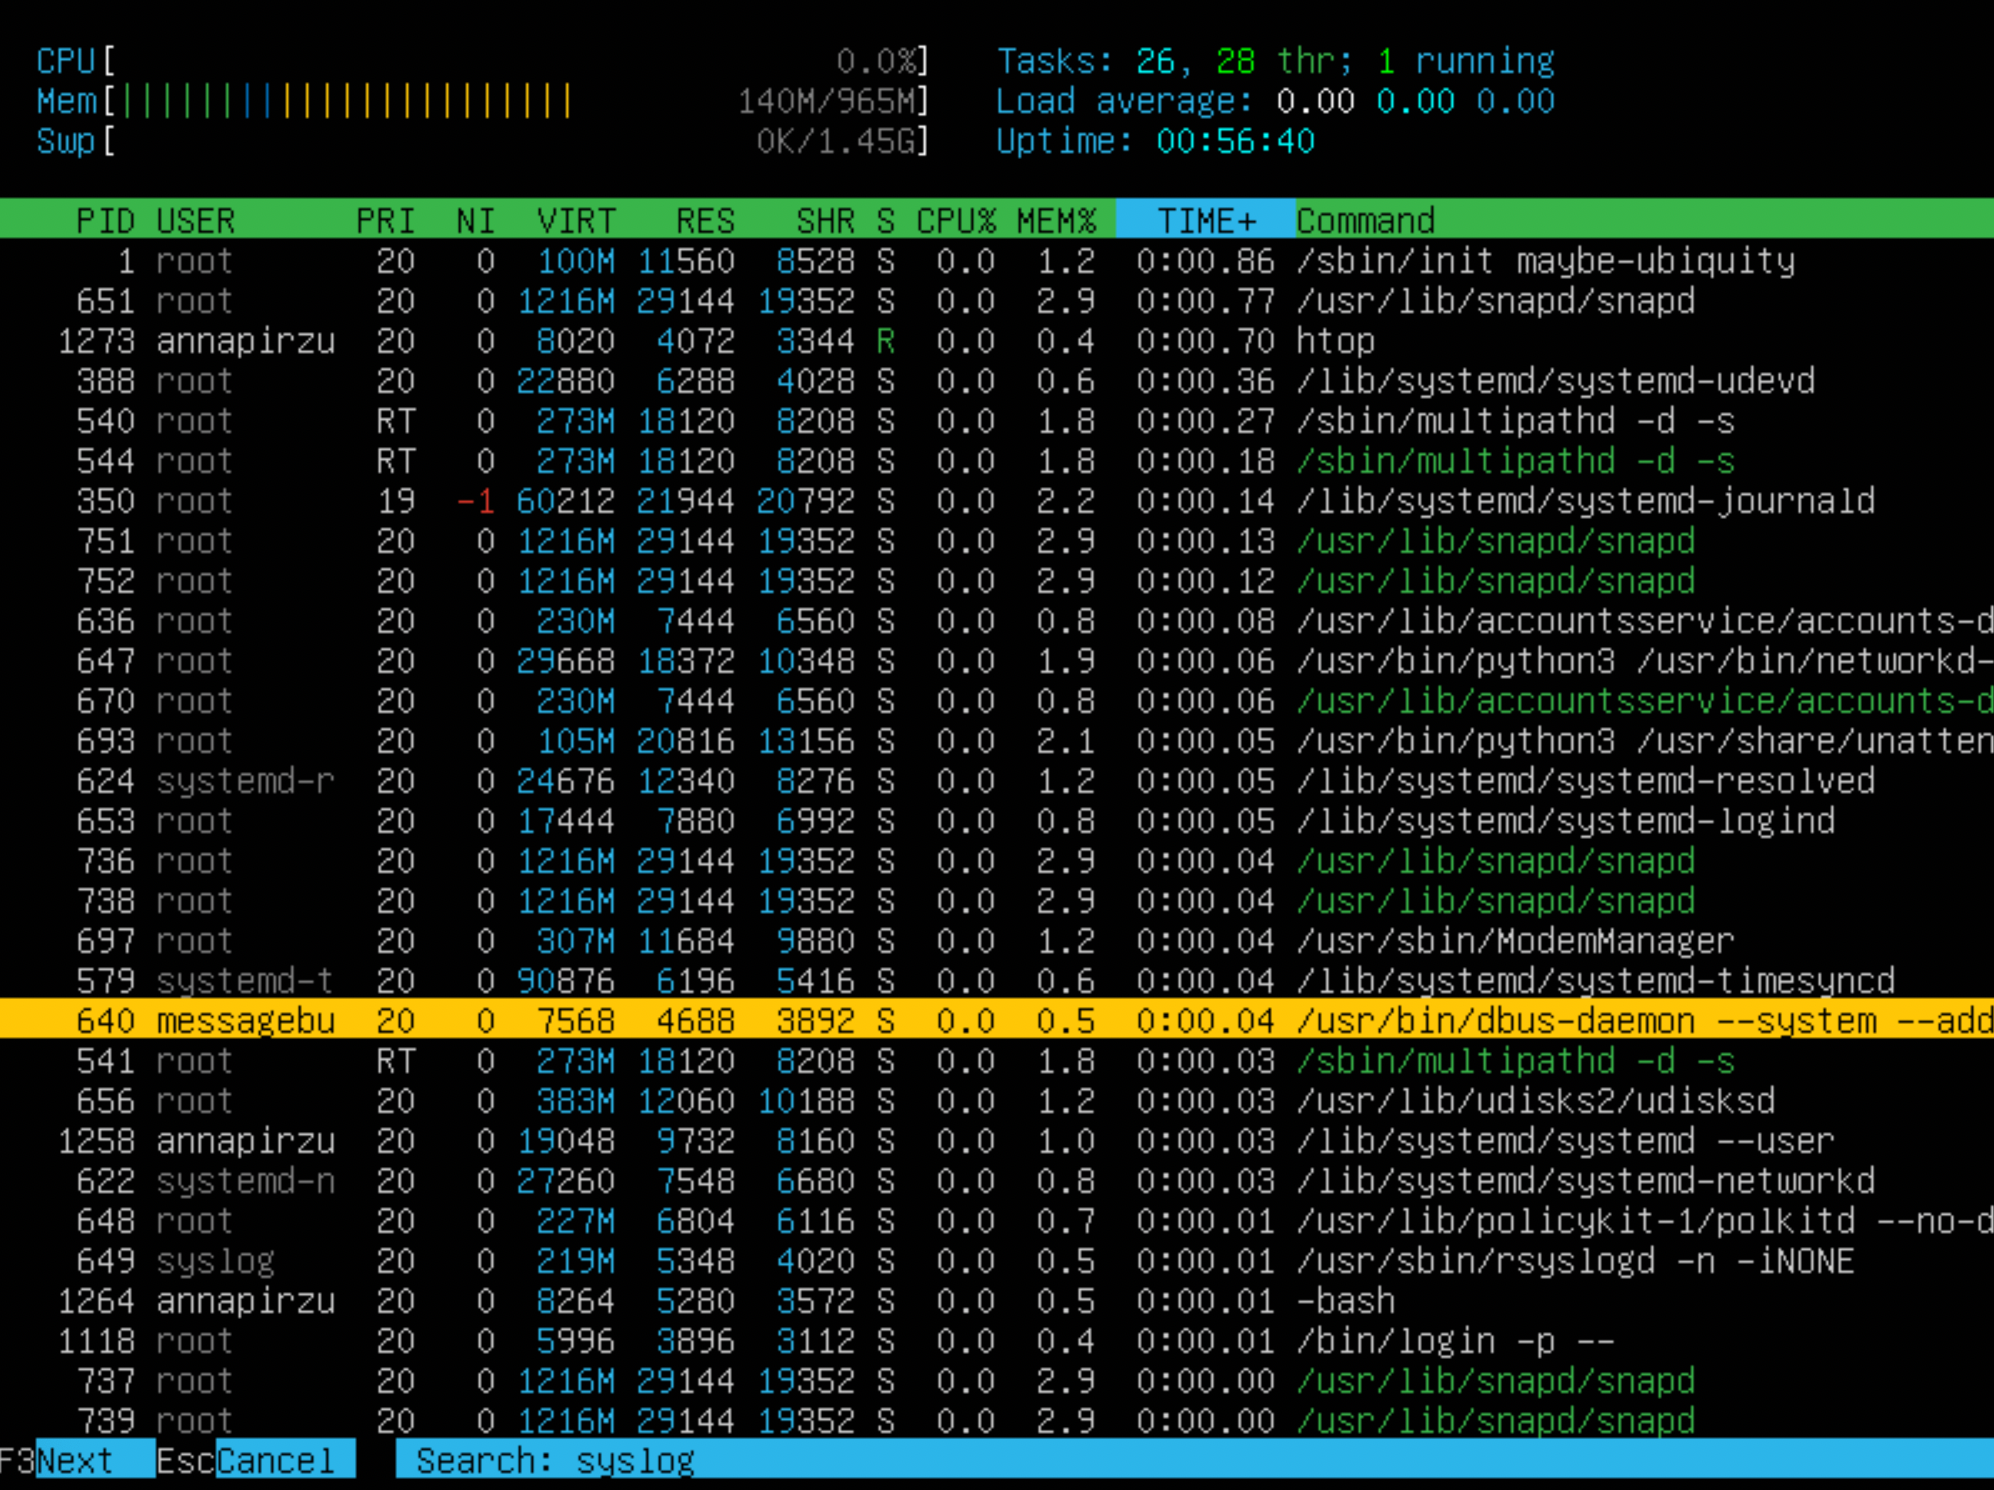 CPU[ 0.0%] Tasks: 26, 28 thr; 1 running
Mem[|||||||||||||||||||||||140M/965M] Load average: 0.00 0.00 0.00
Swp[ 0K/1.45G] Uptime: 00:56:40
PID USER PRI NI VIRT RES SHR S CPU% MEM% TIME+ Command
1 root 20 0 100M 11560 8528 S 0.0 1.2 0:00.86 /sbin/init maybe-ubiquity
651 root 20 0 1216M 29144 19352 S 0.0 2.9 0:00.77 /usr/lib/snapd/snapd
1273 annapirzu 20 0 8020 4072 3344 R 0.0 0.4 0:00.70 htop
388 root 20 0 22880 6288 4028 S 0.0 0.6 0:00.36 /lib/systemd/systemd-udevd
540 root RT 0 273M 18120 8208 S 0.0 1.8 0:00.27 /sbin/multipathd -d -s
544 root RT 0 273M 18120 8208 S 0.0 1.8 0:00.18 /sbin/multipathd -d -s
350 root 19 -1 60212 21944 20792 S 0.0 2.2 0:00.14 /lib/systemd/systemd-journald
751 root 20 0 1216M 29144 19352 S 0.0 2.9 0:00.13 /usr/lib/snapd/snapd
752 root 20 0 1216M 29144 19352 S 0.0 2.9 0:00.12 /usr/lib/snapd/snapd
636 root 20 0 230M 7444 6560 S 0.0 0.8 0:00.08 /usr/lib/accountsservice/accounts-d
647 root 20 0 29668 18372 10348 S 0.0 1.9 0:00.06 /usr/bin/python3 /usr/bin/networkd-
670 root 20 0 230M 7444 6560 S 0.0 0.8 0:00.06 /usr/lib/accountsservice/accounts-d
693 root 20 0 105M 20816 13156 S 0.0 2.1 0:00.05 /usr/bin/python3 /usr/share/unatten
624 systemd-r 20 0 24676 12340 8276 S 0.0 1.2 0:00.05 /lib/systemd/systemd-resolved
653 root 20 0 17444 7880 6992 S 0.0 0.8 0:00.05 /lib/systemd/systemd-logind
736 root 20 0 1216M 29144 19352 S 0.0 2.9 0:00.04 /usr/lib/snapd/snapd
738 root 20 0 1216M 29144 19352 S 0.0 2.9 0:00.04 /usr/lib/snapd/snapd
697 root 20 0 307M 11684 9880 S 0.0 1.2 0:00.04 /usr/sbin/ModemManager
579 systemd-t 20 0 90876 6196 5416 S 0.0 0.6 0:00.04 /lib/systemd/systemd-timesyncd
640 messagebu 20 0 7568 4688 3892 S 0.0 0.5 0:00.04 /usr/bin/dbus-daemon --system --add
541 root RT 0 273M 18120 8208 S 0.0 1.8 0:00.03 /sbin/multipathd -d -s
656 root 20 0 383M 12060 10188 S 0.0 1.2 0:00.03 /usr/lib/udisks2/udisksd
1258 annapirzu 20 0 19048 9732 8160 S 0.0 1.0 0:00.03 /lib/systemd/systemd --user
622 systemd-n 20 0 27260 7548 6680 S 0.0 0.8 0:00.03 /lib/systemd/systemd-networkd
648 root 20 0 227M 6804 6116 S 0.0 0.7 0:00.01 /usr/lib/policykit-1/polkitd --no-d
649 syslog 20 0 219M 5348 4020 S 0.0 0.5 0:00.01 /usr/sbin/rsyslogd -n -iNONE
1264 annapirzu 20 0 8264 5280 3572 S 0.0 0.5 0:00.01 -bash
1118 root 20 0 5996 3896 3112 S 0.0 0.4 0:00.01 /bin/login -p --
737 root 20 0 1216M 29144 19352 S 0.0 2.9 0:00.00 /usr/lib/snapd/snapd
739 root 20 0 1216M 29144 19352 S 0.0 2.9 0:00.00 /usr/lib/snapd/snapd
F3Next EscCancel Search: syslog